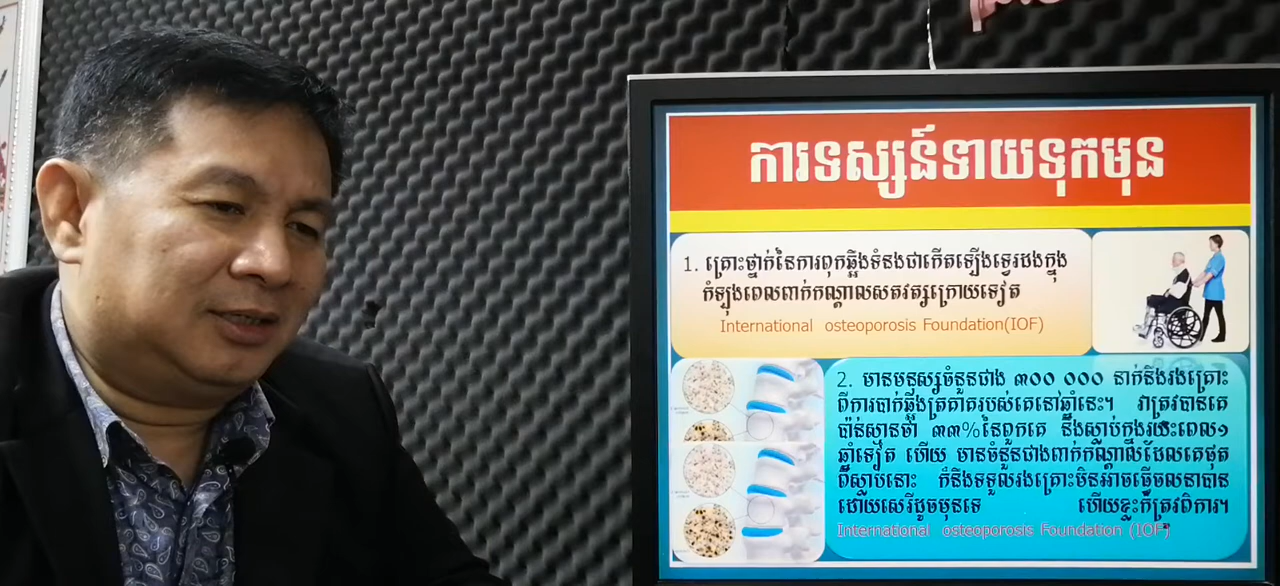 ការទស្សន៍ទាយទុកមុន
1. គ្រោះថ្នាក់នៃការពុកឆ្អឹងទំនងជាកើតឡើងទ្វេរដងក្នុង
កំឡុងពេលពាក់កណ្តាលសតវត្សក្រោយទៀត
International osteoporosis Foundation(IOF)
2. មានមនុស្សចំនួនជាង ៣០០ ០០០ នាក់នឹងរងគ្រោះ
ពីការបាក់ឆ្អឹងត្រគាគរបស់គេនៅឆ្នាំនេះ។ វាត្រូវបានគេ
ប៉ាន់ស្មានថា ៣៣%នៃពួកគេ នឹងស្លាប់ក្នុងរយះពេល១
ឆ្នាំទៀត ហើយ មានចំនួនជាងពាក់កណ្តាលដែលគេផុត
ពីស្លាប់នោះ ក៏នឹងទទួលរងគ្រោះមិនអាចធ្វើចលនាបាន
ដោយសេរីដូចមុនទេ ហើយខ្លះក៏ត្រូវពិការ។
International osteoporosis Foundation (IOF)